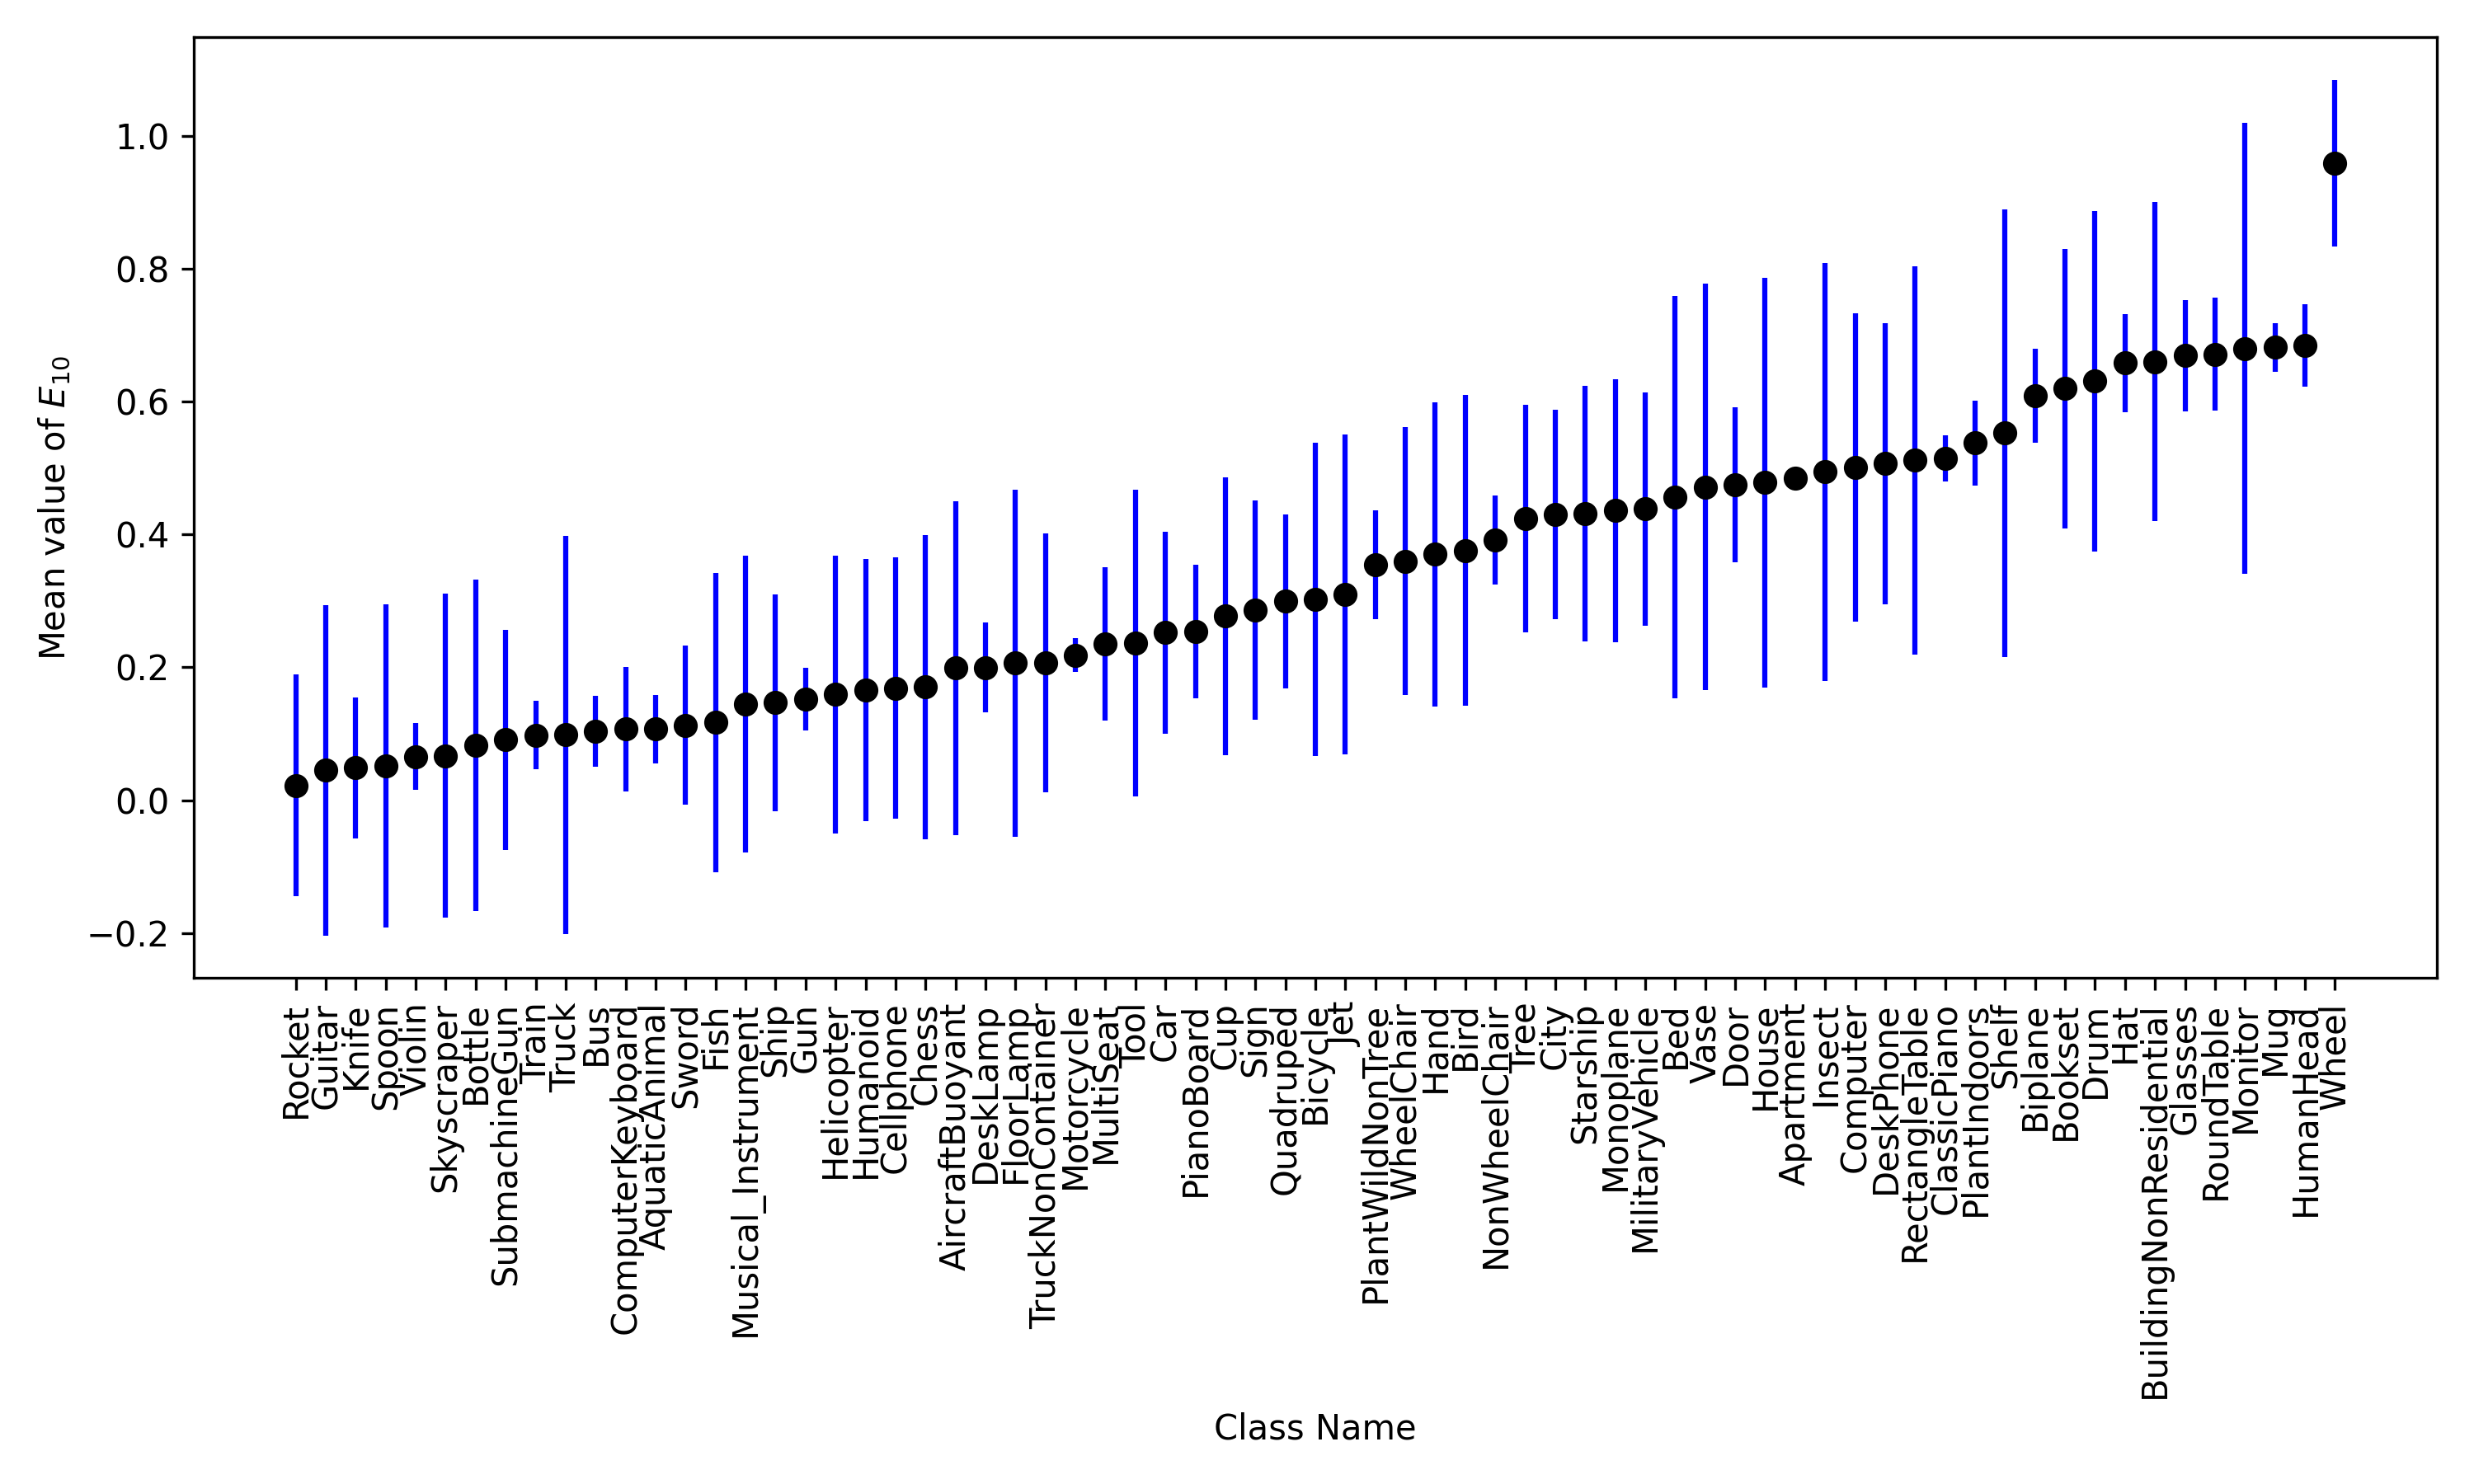 Mean value of E10
1.0
0.8
0.6
0.4
0.2
0.0
−0.2
Rocket
Guitar
Knife
Spoon
Violin
Skyscraper
Bottle
SubmachineGun
Train
Truck
Bus
ComputerKeyboard
AquaticAnimal
Sword
Fish
Musical_Instrument
Ship
Gun
Helicopter
Humanoid
Cellphone
Chess
AircraftBuoyant
DeskLamp
FloorLamp
TruckNonContainer
Motorcycle
MultiSeat
Tool
Car
PianoBoard
Cup
Sign
Quadruped
Bicycle
Jet
PlantWildNonTree
WheelChair
Hand
Bird
NonWheelChair
Tree
City
Starship
Monoplane
MilitaryVehicle
Bed
Vase
Door
House
Apartment
Insect
Computer
DeskPhone
RectangleTable
ClassicPiano
PlantIndoors
Shelf
Biplane
Bookset
Drum
Hat
BuildingNonResidential
Glasses
RoundTable
Monitor
Mug
HumanHead
Wheel
Class Name